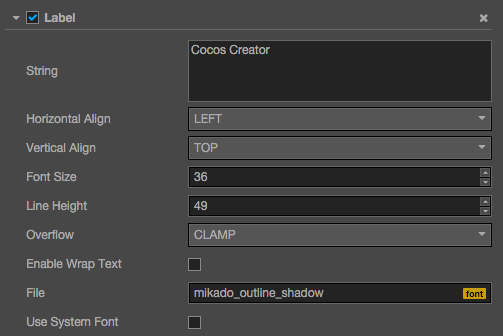 Label
String
Cocos Creator
Horizontal Align LEFT
Vertical Align TOP
Font Size 36
Line Height 49
Overflow CLAMP
Enable Wrap Text
File mikado_outline_shadow font
Use System Font